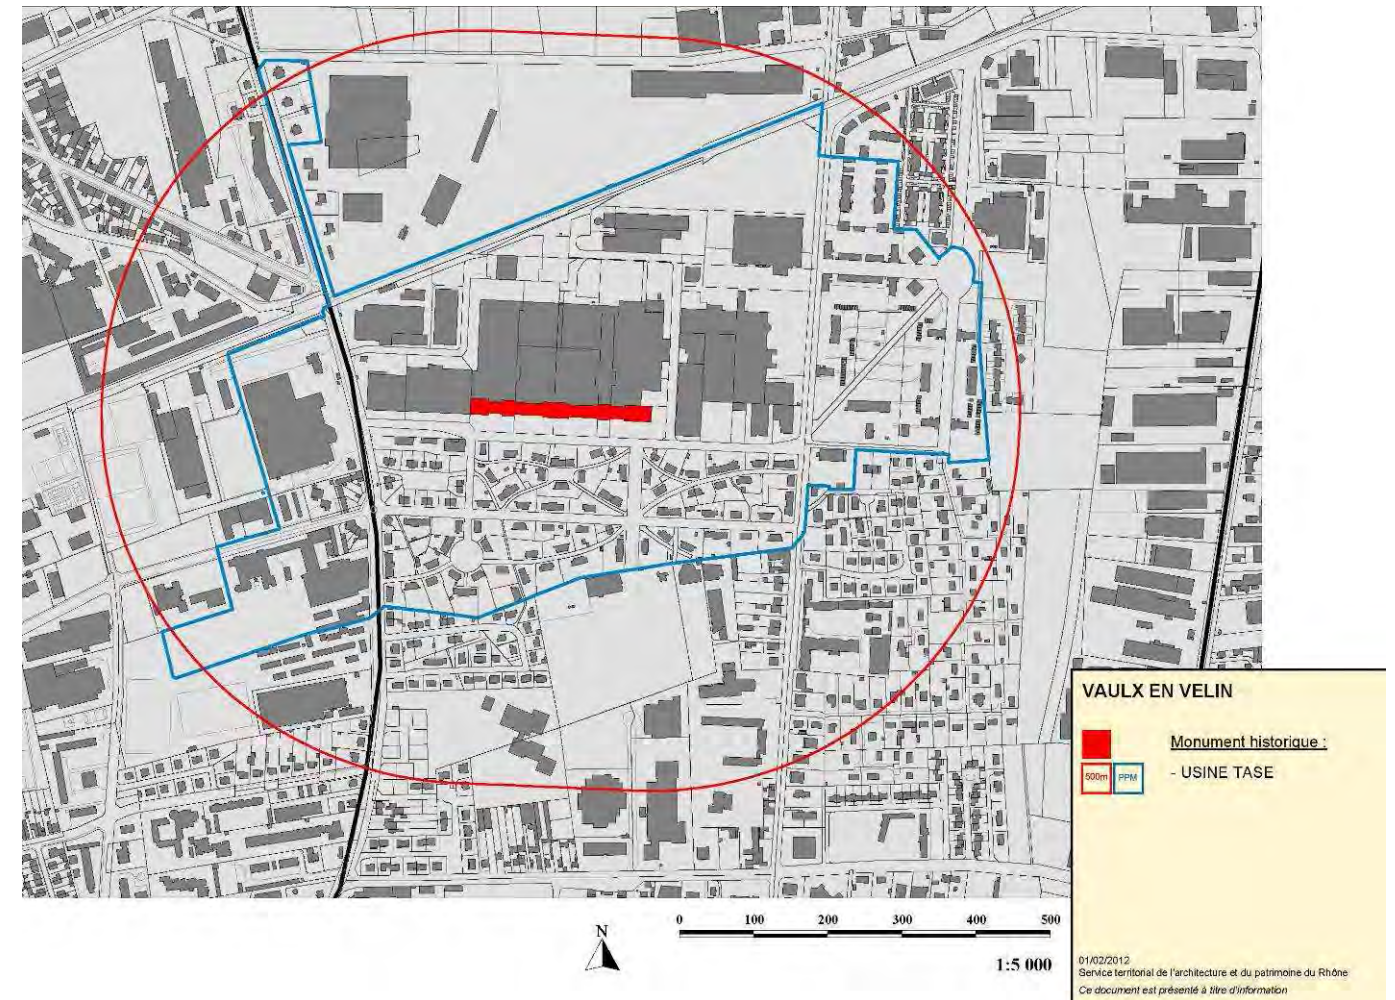 VAULX EN VELIN
Monument historique :
500m PPM - USINE TASE
N
0 100 200 300 400 500
1:5 000
01/02/2012
Service territorial de l'architecture et du patrimoine du Rhône
Ce document est présenté à titre d'information